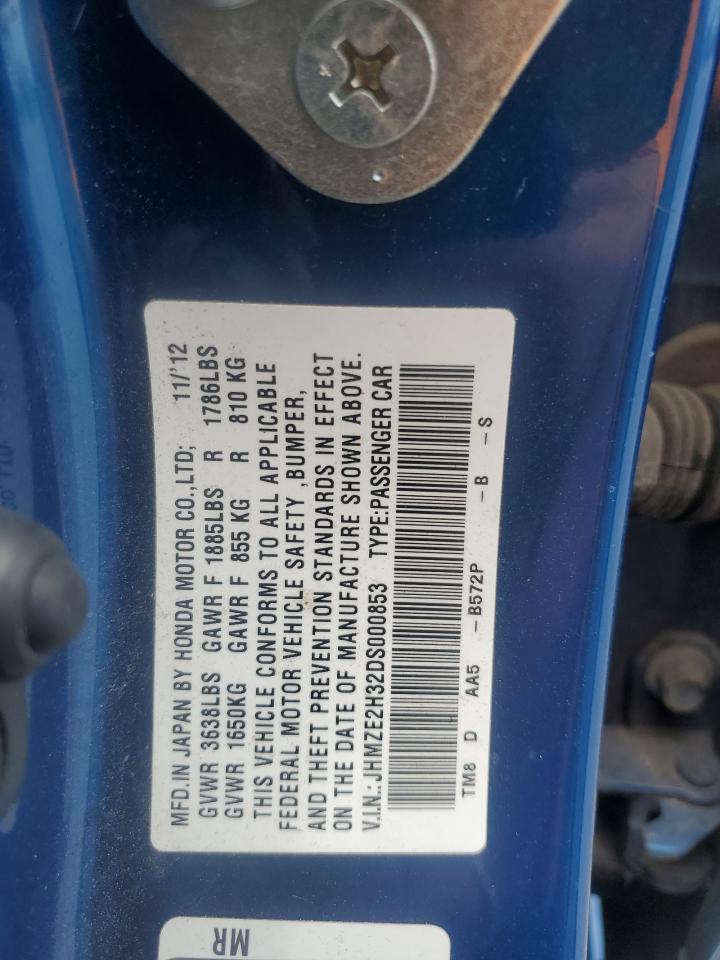 MFD.IN JAPAN BY HONDA MOTOR CO.,LTD; 11/'12
GVWR 3638LBS GAWR F 1885LBS R 1786LBS
GVWR 1650KG GAWR F 855 KG R 810 KG
THIS VEHICLE CONFORMS TO ALL APPLICABLE
FEDERAL MOTOR VEHICLE SAFETY ,BUMPER,
AND THEFT PREVENTION STANDARDS IN EFFECT
ON THE DATE OF MANUFACTURE SHOWN ABOVE.
V.I.N.:JHMZE2H32DS000853 TYPE:PASSENGER CAR
TM8 D AA5 -B572P -B -S
MR